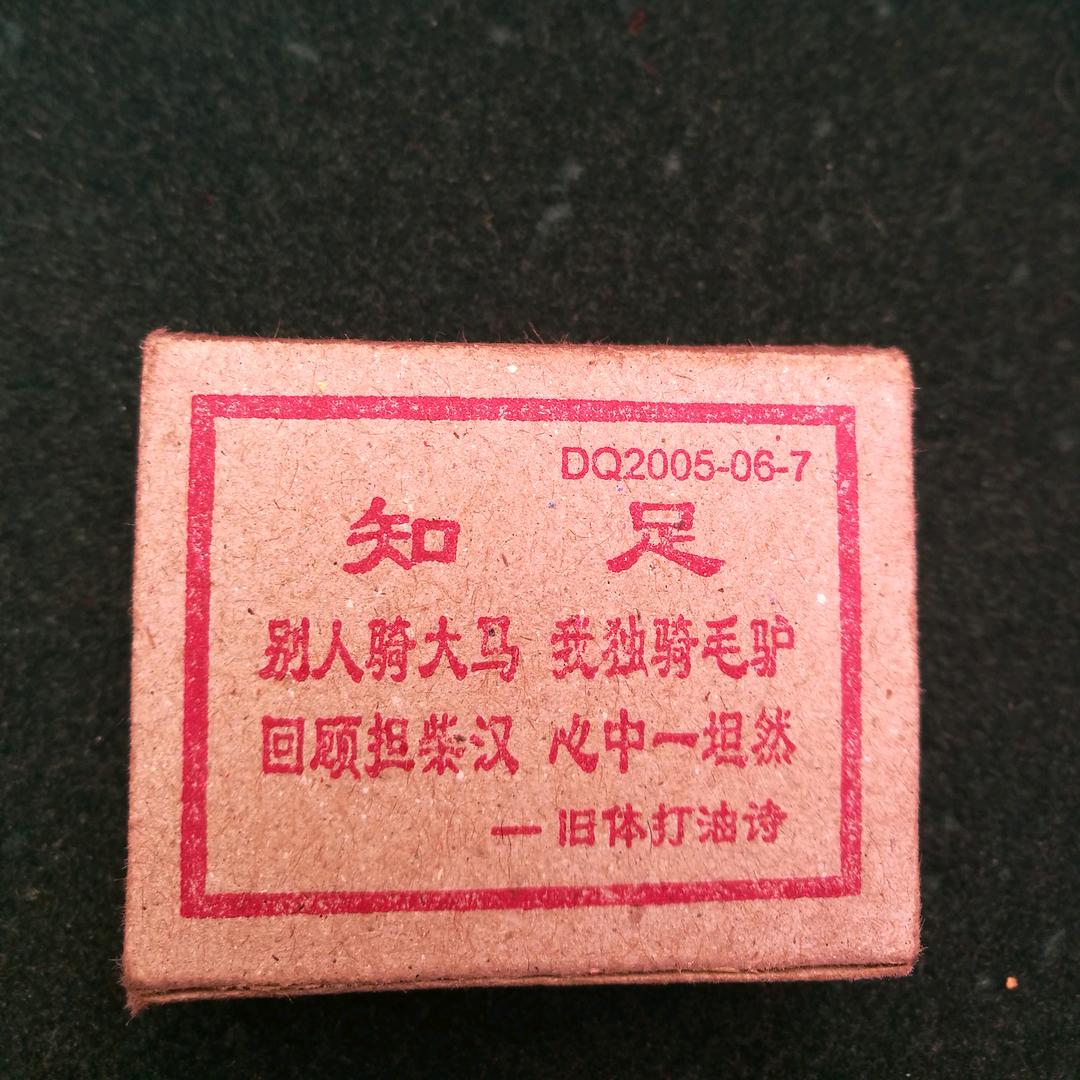 DQ2005-06-7
知 足
别人骑大马 我独骑毛驴
回顾担柴汉 心中一坦然
— 旧体打油诗